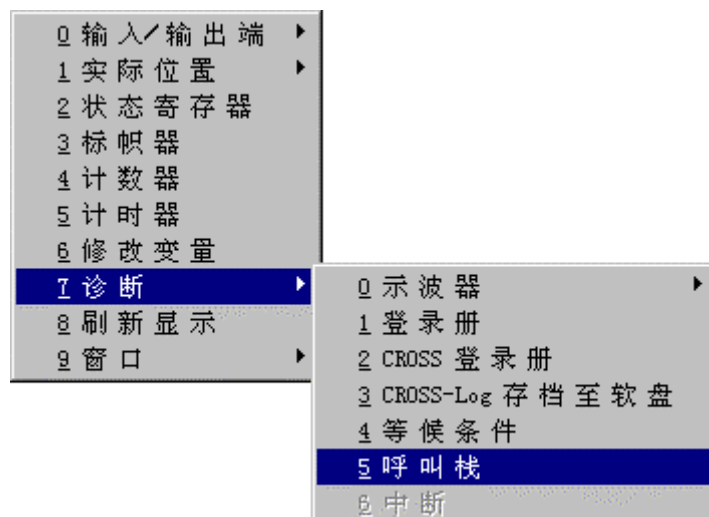 0 输入/输出端
1 实际位置
2 状态寄存器
3 标帜器
4 计数器
5 计时器
6 修改变量
7 诊断
8 刷新显示
9 窗口
0 示波器
1 登录册
2 CROSS 登录册
3 CROSS-Log 存档至软盘
4 等候条件
5 呼叫栈
6 中断